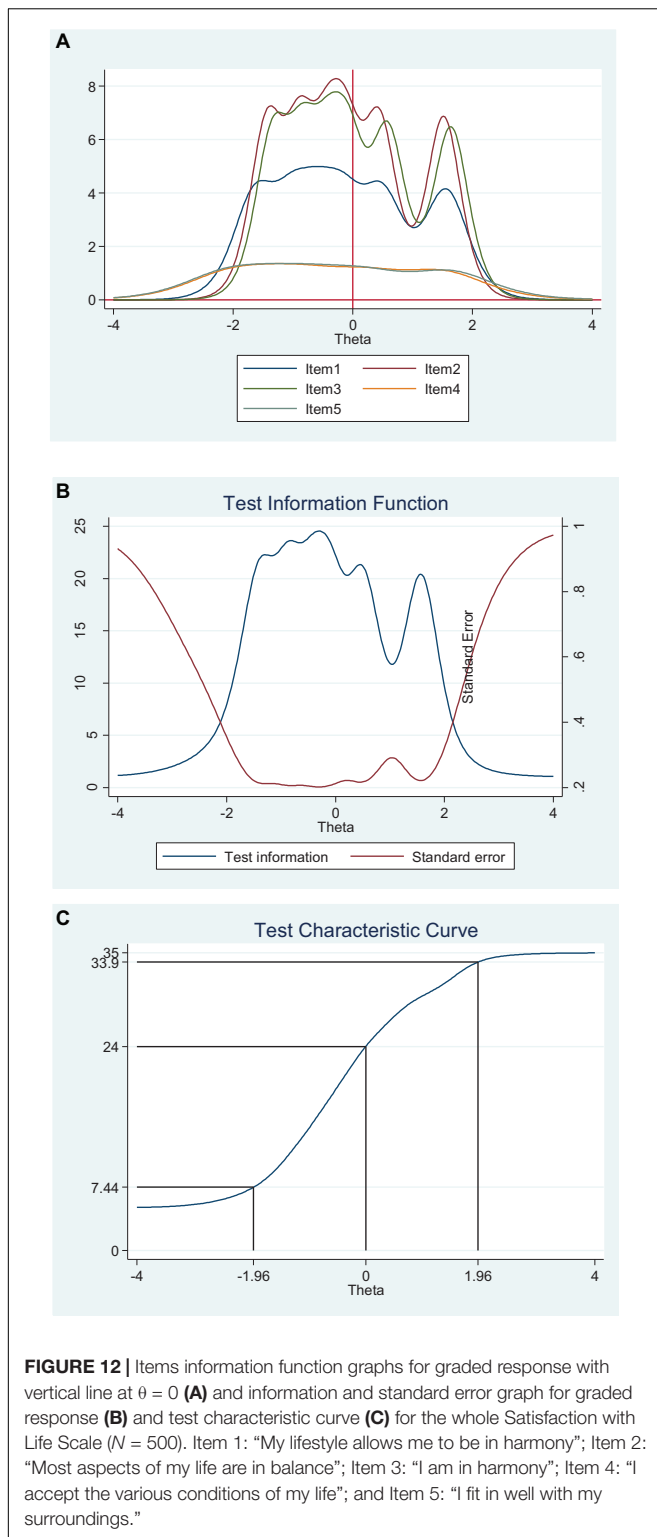 A
8
6
4
2
0
-4 -2 0 2 4
Theta
Item1 Item2
Item3 Item4
Item5
B
Test Information Function
25
20
15
10
5
0
1
.8
.6
.4
.2
Standard Error
-4 -2 0 2 4
Theta
Test information Standard error
C
Test Characteristic Curve
35
33.9
24
7.44
0
-4 -1.96 0 1.96 4
Theta
FIGURE 12 | Items information function graphs for graded response with
vertical line at θ = 0 (A) and information and standard error graph for graded
response (B) and test characteristic curve (C) for the whole Satisfaction with
Life Scale (N = 500). Item 1: “My lifestyle allows me to be in harmony”; Item 2:
“Most aspects of my life are in balance”; Item 3: “I am in harmony”; Item 4: “I
accept the various conditions of my life”; and Item 5: “I fit in well with my
surroundings.”